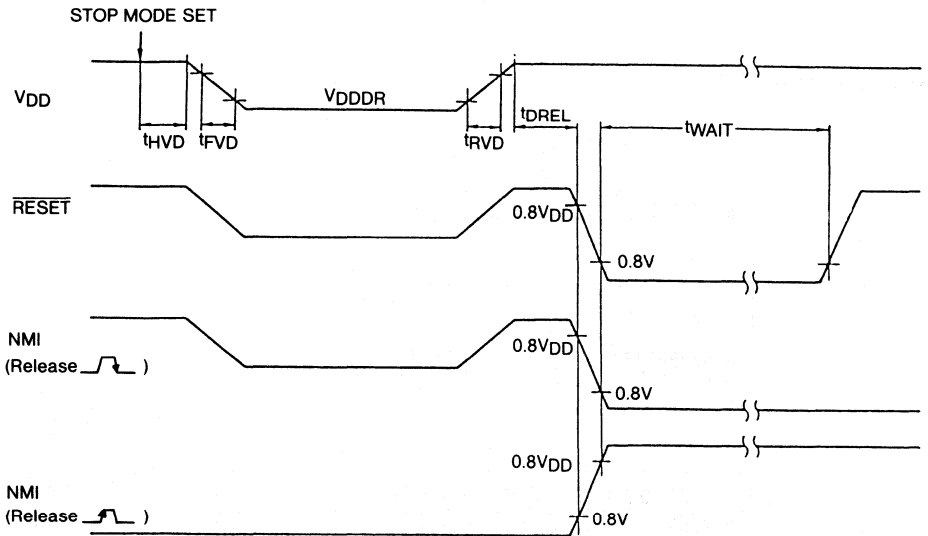 STOP MODE SET
VDD
VDDDR
tHVD
tFVD
tRVD
tDREL
tWAIT
RESET
0.8VDD
0.8V
NMI
(Release )
0.8VDD
0.8V
0.8VDD
NMI
(Release )
0.8V